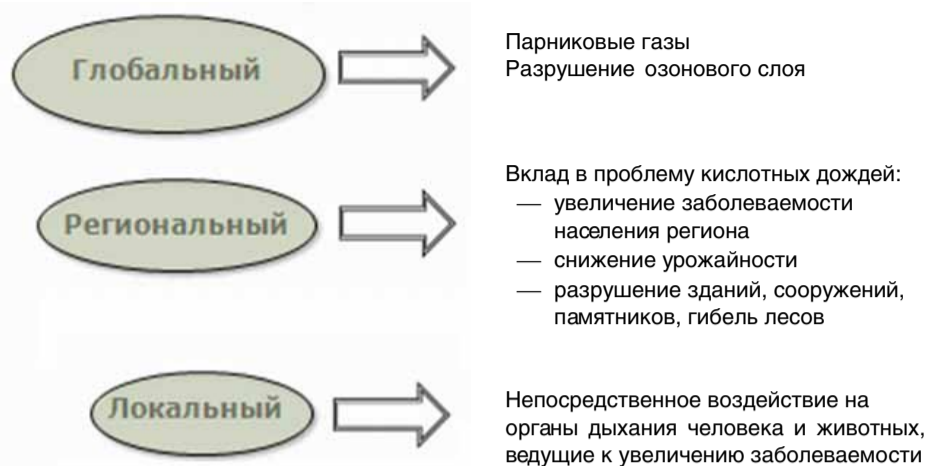 Глобальный
Парниковые газы
Разрушение озонового слоя
Региональный
Вклад в проблему кислотных дождей:
— увеличение заболеваемости
населения региона
— снижение урожайности
— разрушение зданий, сооружений,
памятников, гибель лесов
Локальный
Непосредственное воздействие на
органы дыхания человека и животных,
ведущие к увеличению заболеваемости